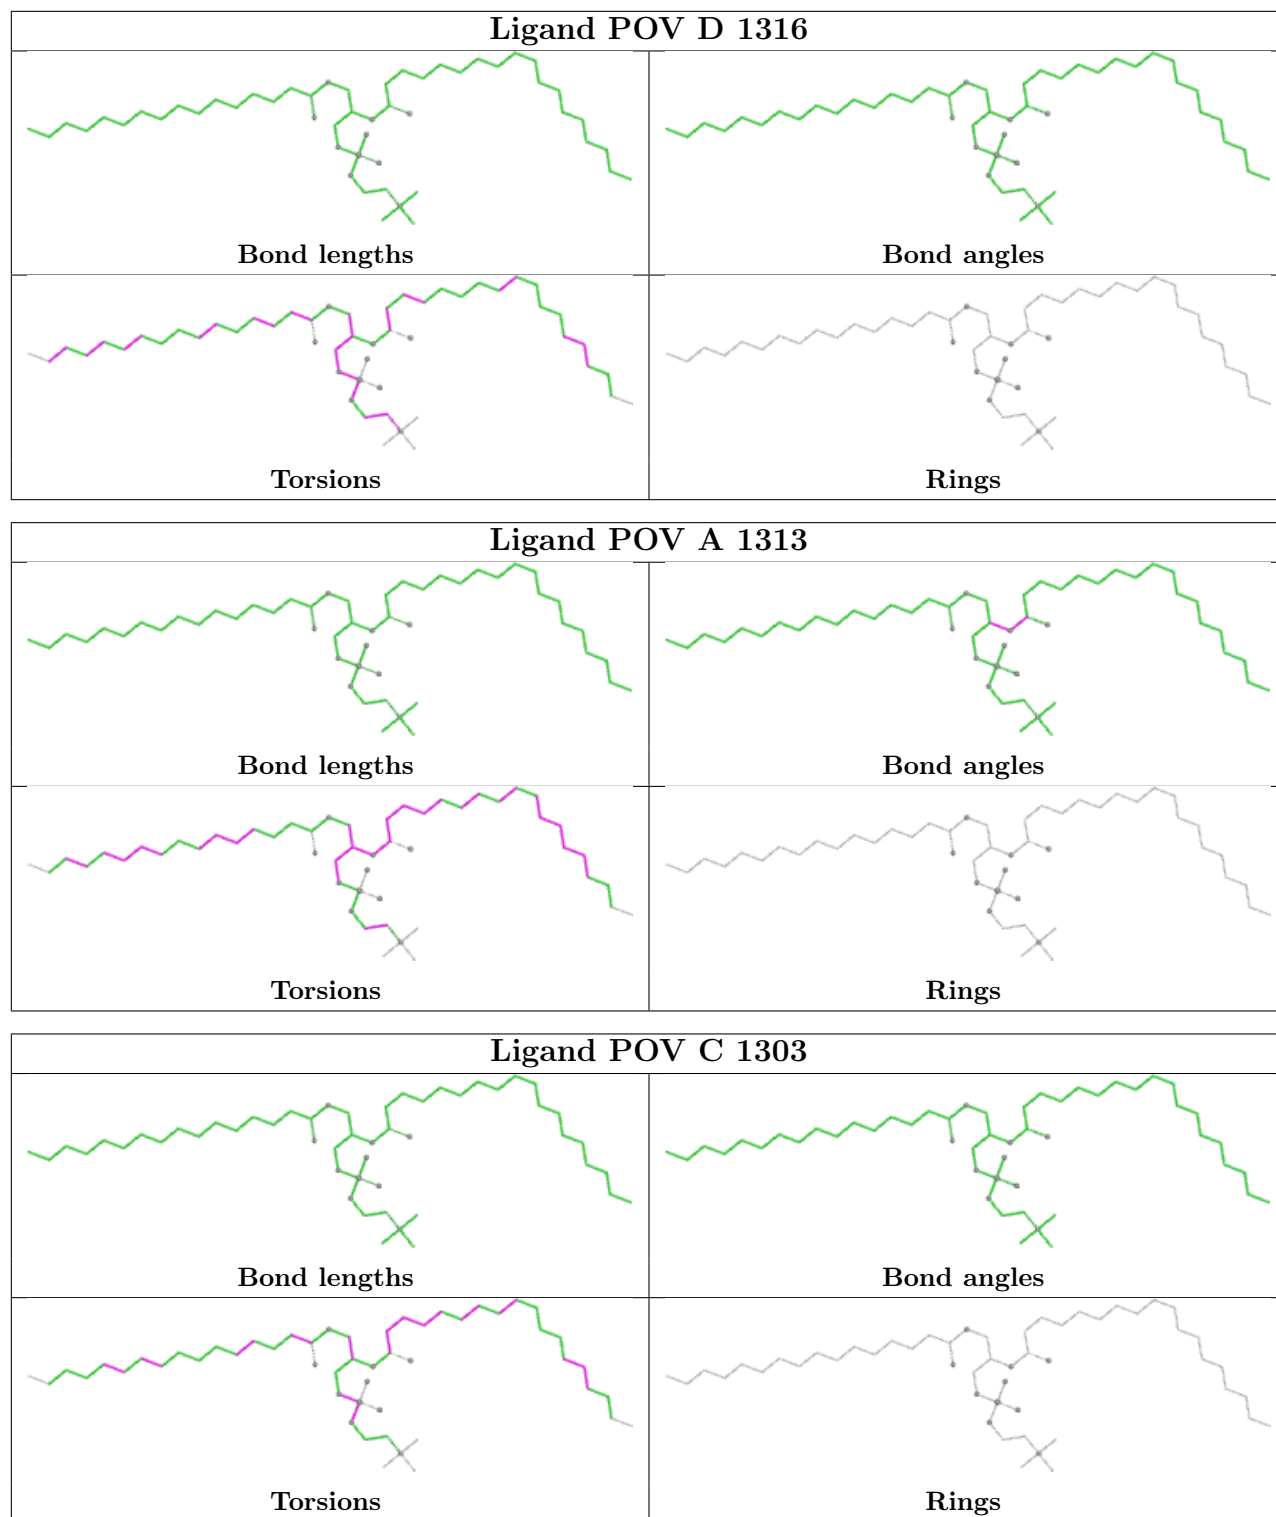 Ligand POV D 1316
Bond lengths
Bond angles
Torsions
Rings
Ligand POV A 1313
Bond lengths
Bond angles
Torsions
Rings
Ligand POV C 1303
Bond lengths
Bond angles
Torsions
Rings